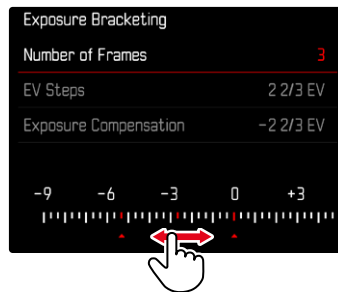 Exposure Bracketing
Number of Frames 3
EV Steps 2 2/3 EV
Exposure Compensation -2 2/3 EV
-9 -6 -3 0 +3